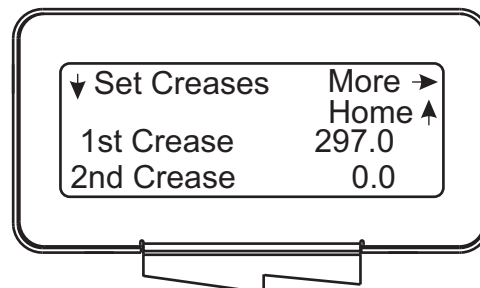 ↓ Set Creases More →
Home ↑
1st Crease 297.0
2nd Crease 0.0